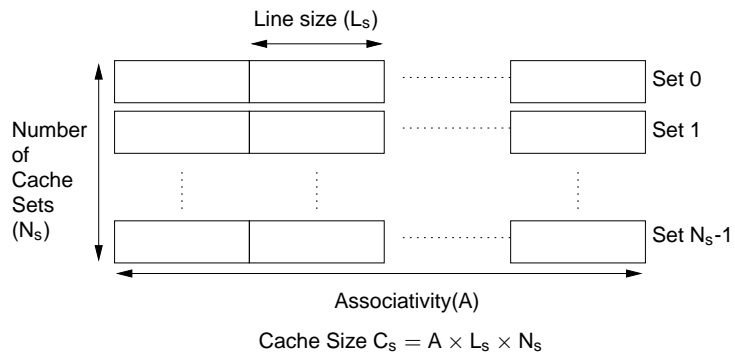 Line size (Lₛ)
Set 0
Set 1
Number
of
Cache
Sets
(Nₛ)
Set Nₛ-1
Associativity(A)
Cache Size Cₛ = A × Lₛ × Nₛ